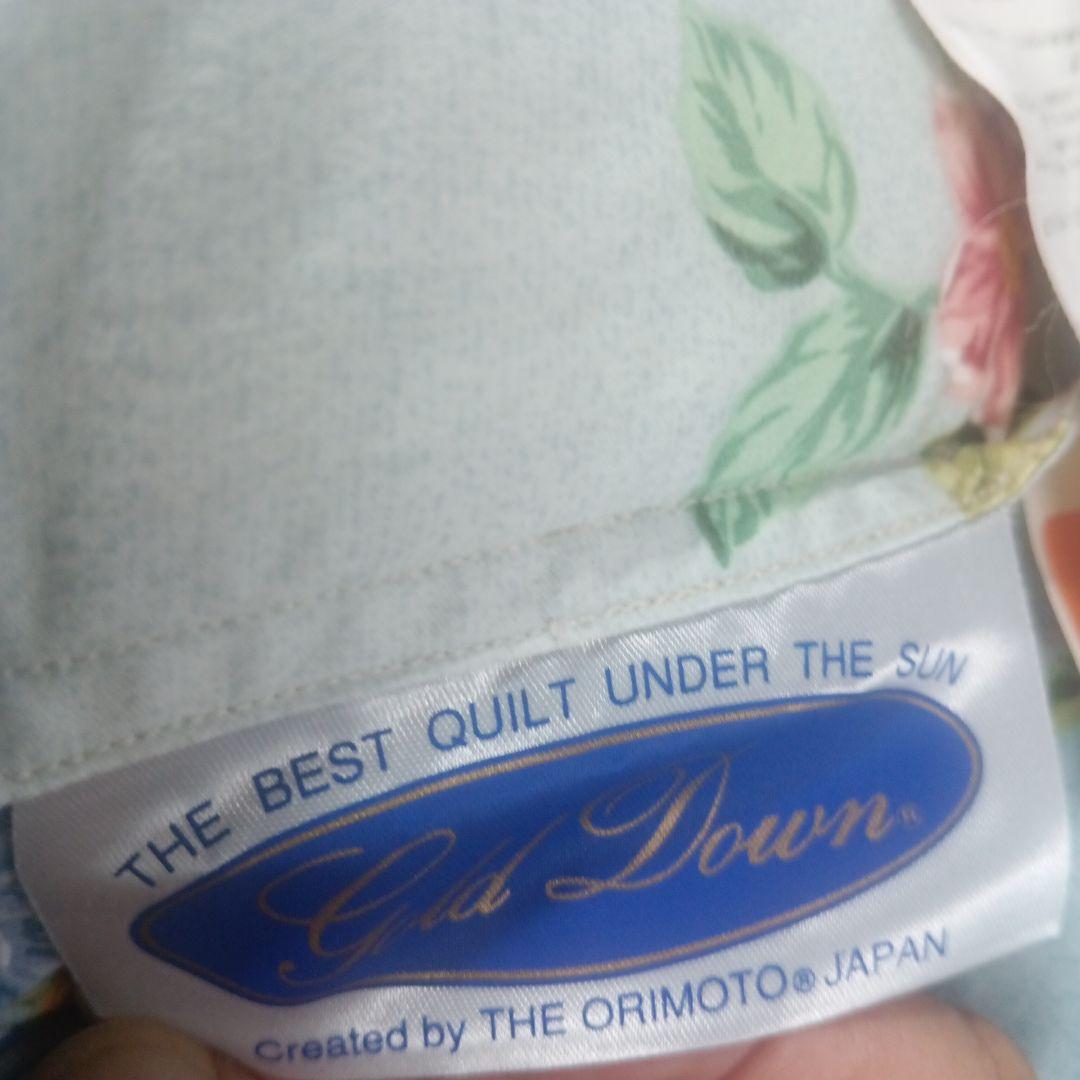 THE BEST QUILT UNDER THE SUN
Gold Down®
Created by THE ORIMOTO® JAPAN